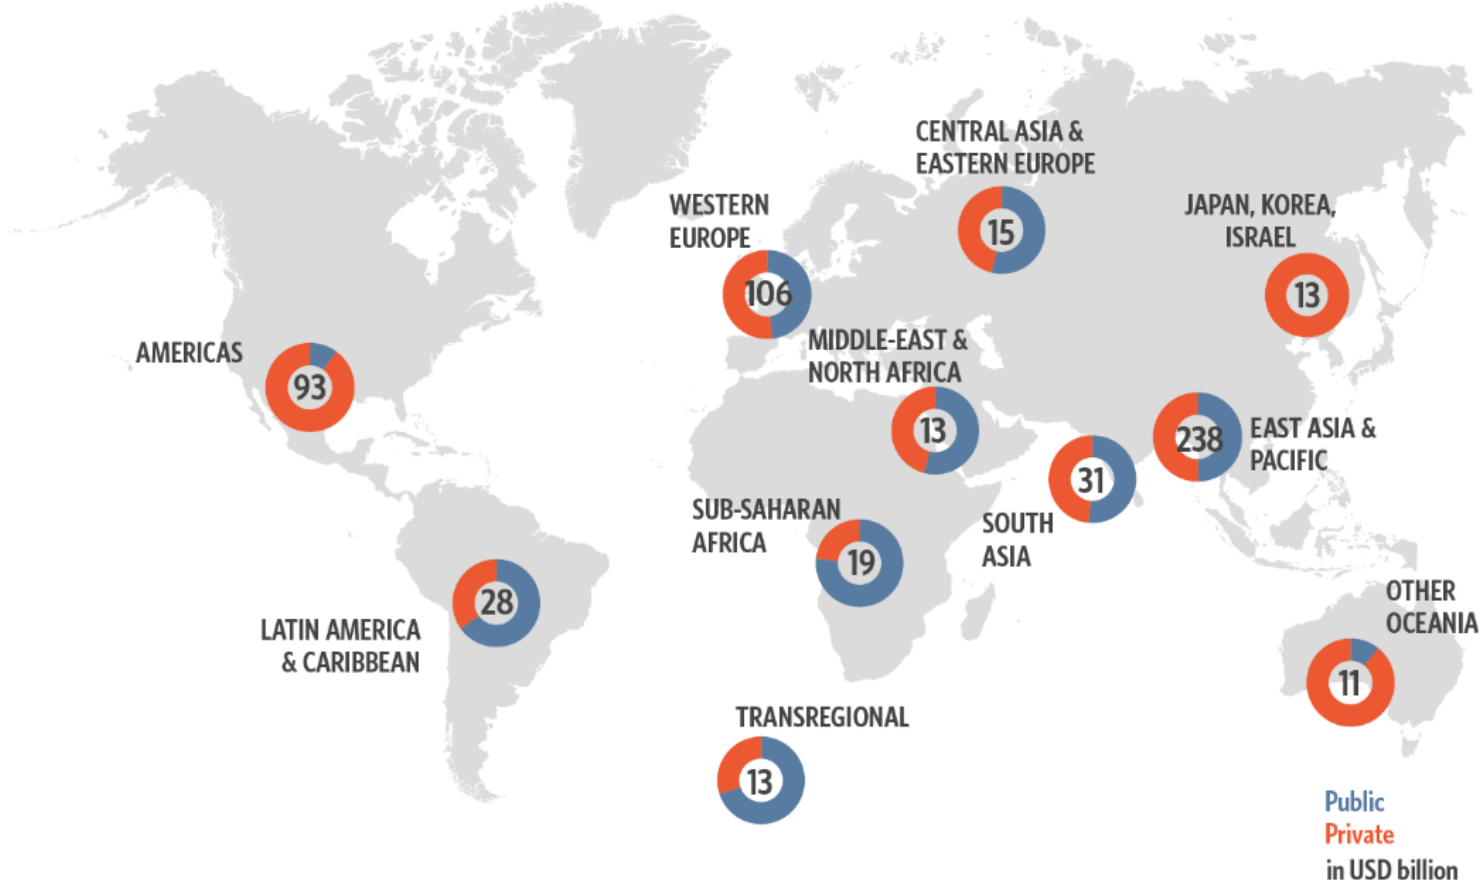 CENTRAL ASIA &
EASTERN EUROPE
15
WESTERN
EUROPE
106
JAPAN, KOREA,
ISRAEL
13
AMERICAS
93
MIDDLE-EAST &
NORTH AFRICA
13
238
EAST ASIA &
PACIFIC
31
SOUTH
ASIA
SUB-SAHARAN
AFRICA
19
28
LATIN AMERICA
& CARIBBEAN
OTHER
OCEANIA
11
TRANSREGIONAL
13
Public
Private
in USD billion